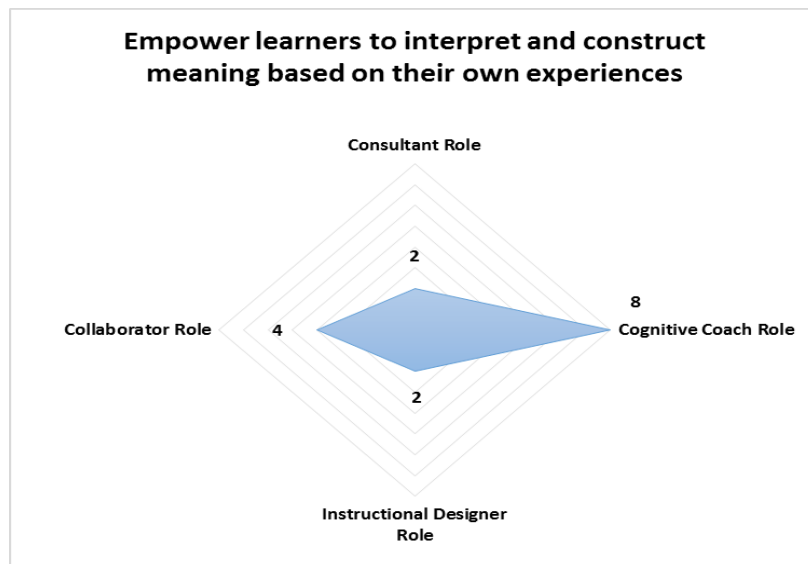 Empower learners to interpret and construct
meaning based on their own experiences
Consultant Role
2
8
Collaborator Role
4
Cognitive Coach Role
2
Instructional Designer
Role